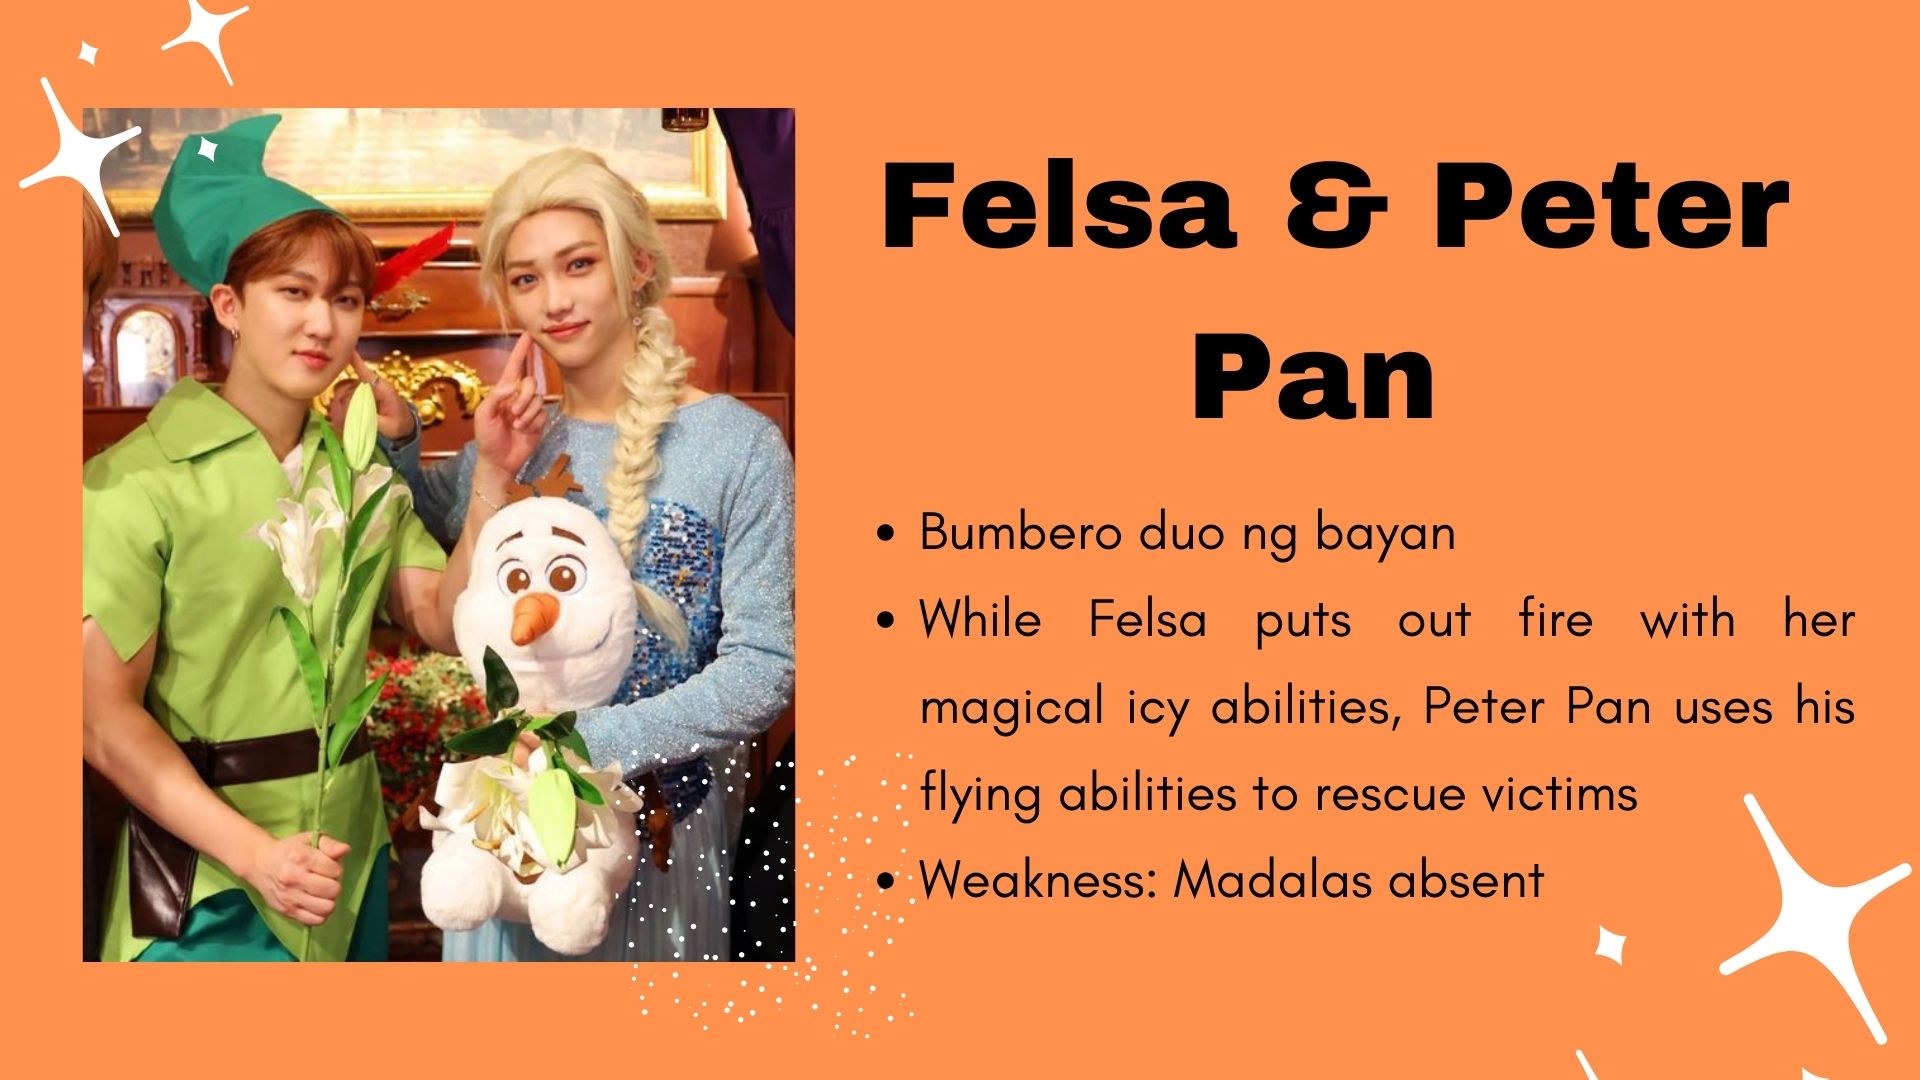 Felsa & Peter
Pan
• Bumbero duo ng bayan
• While Felsa puts out fire with her
magical icy abilities, Peter Pan uses his
flying abilities to rescue victims
• Weakness: Madalas absent